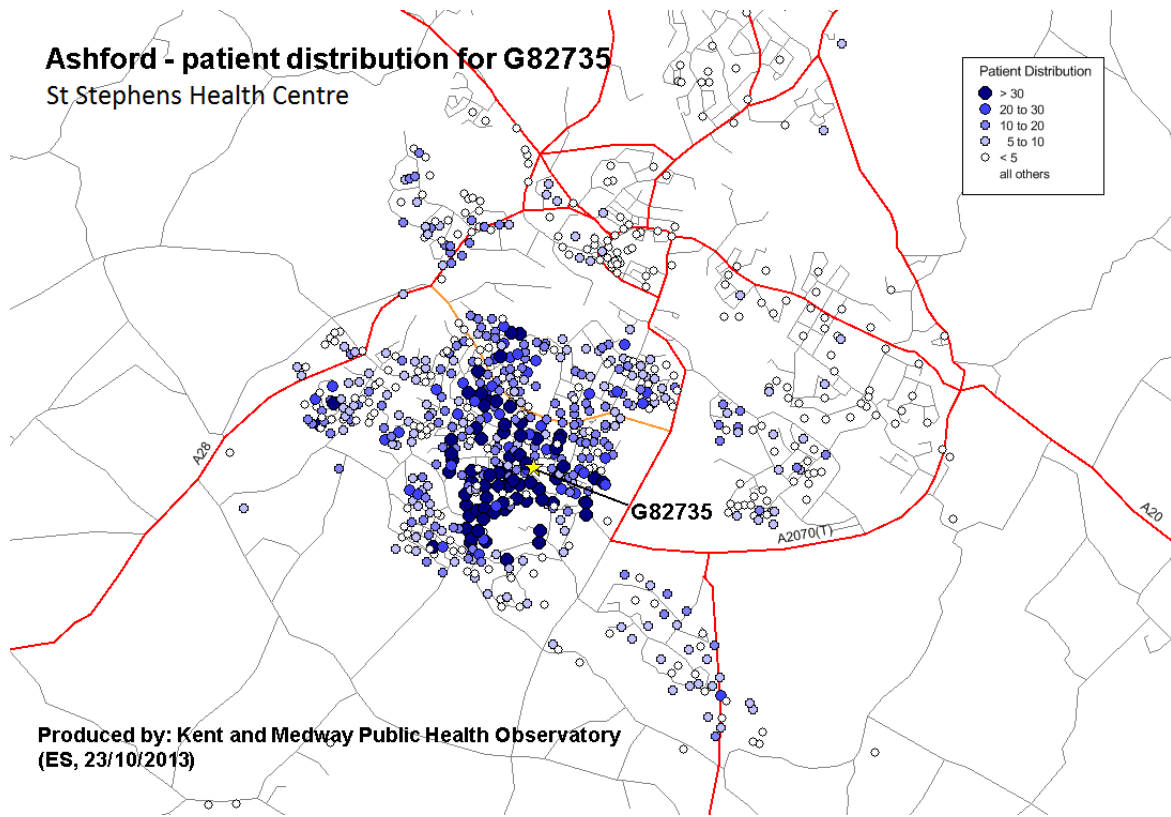 Ashford - patient distribution for G82735
St Stephens Health Centre
Patient Distribution
> 30
20 to 30
10 to 20
5 to 10
< 5
all others
A28
G82735
A20
A2070(T)
Produced by: Kent and Medway Public Health Observatory
(ES, 23/10/2013)